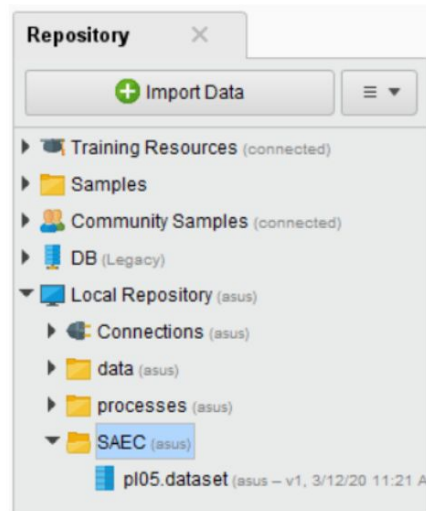 Repository
Import Data
Training Resources (connected)
Samples
Community Samples (connected)
DB (Legacy)
Local Repository (asus)
Connections (asus)
data (asus)
processes (asus)
SAEC (asus)
pl05.dataset (asus – v1, 3/12/20 11:21 A